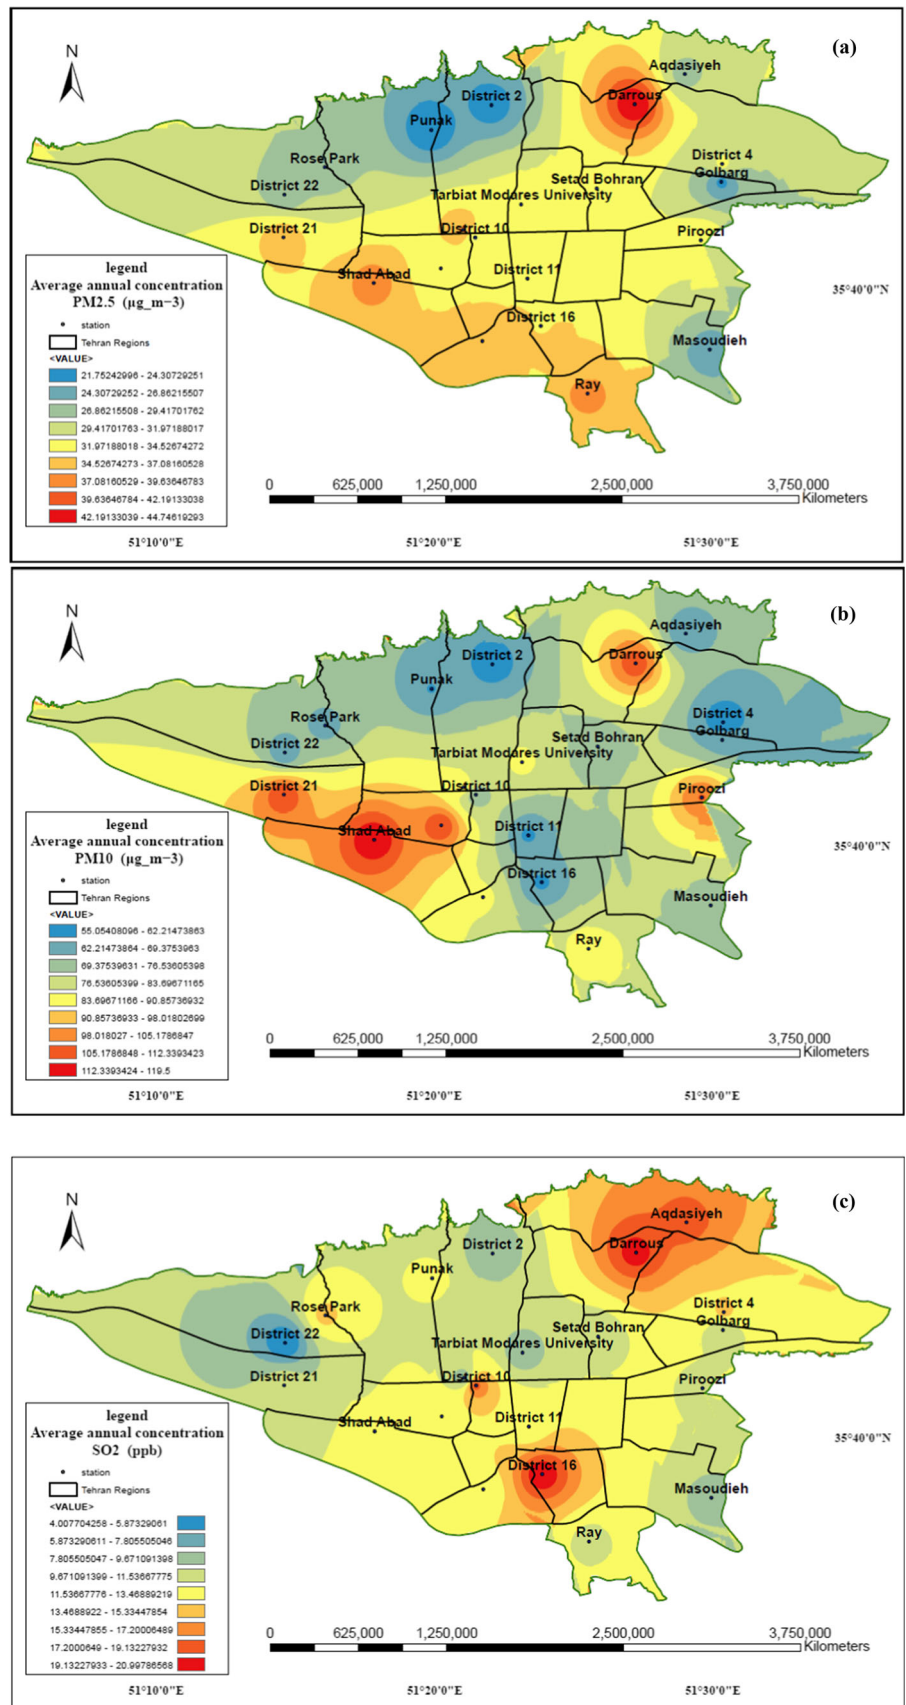 (a)
N
Aqdasiyeh
District 2
Darrous
Punak
District 4
Rose Park
Golbarg
Setad Bohran
District 22
Tarbiat Modares University
District 21
District 10
Piroozi
Shad Abad
District 11
35°40'0"N
District 16
Masoudieh
Ray
legend
Average annual concentration
PM2.5 (µg_m−3)
station
Tehran Regions
<VALUE>
21.75242996 - 24.30729251
24.30729252 - 26.86215507
26.86215508 - 29.41701762
29.41701763 - 31.97188017
31.97188018 - 34.52674272
34.52674273 - 37.08160528
37.08160529 - 39.63646783
39.63646784 - 42.19133038
42.19133039 - 44.74619293
0 625,000 1,250,000 2,500,000 3,750,000
Kilometers
51°10'0"E 51°20'0"E 51°30'0"E
(b)
N
Aqdasiyeh
District 2
Darrous
Punak
District 4
Rose Park
Golbarg
Setad Bohran
District 22
Tarbiat Modares University
District 21
District 10
Piroozi
Shad Abad
District 11
35°40'0"N
District 16
Masoudieh
Ray
legend
Average annual concentration
PM10 (µg_m−3)
station
Tehran Regions
<VALUE>
55.05408096 - 62.21473863
62.21473864 - 69.3753963
69.37539631 - 76.53605398
76.53605399 - 83.69671165
83.69671166 - 90.85736932
90.85736933 - 98.01802699
98.018027 - 105.1786847
105.1786848 - 112.3393423
112.3393424 - 119.5
0 625,000 1,250,000 2,500,000 3,750,000
Kilometers
51°10'0"E 51°20'0"E 51°30'0"E
(c)
N
Aqdasiyeh
District 2
Darrous
Punak
District 4
Rose Park
Golbarg
Setad Bohran
District 22
Tarbiat Modares University
District 21
District 10
Piroozi
Shad Abad
District 11
35°40'0"N
District 16
Masoudieh
Ray
legend
Average annual concentration
SO2 (ppb)
station
Tehran Regions
<VALUE>
4.007704258 - 5.87329061
5.873290611 - 7.805505046
7.805505047 - 9.671091398
9.671091399 - 11.53667775
11.53667776 - 13.46889219
13.4688922 - 15.33447854
15.33447855 - 17.20006489
17.2000649 - 19.13227932
19.13227933 - 20.99786568
0 625,000 1,250,000 2,500,000 3,750,000
Kilometers
51°10'0"E 51°20'0"E 51°30'0"E